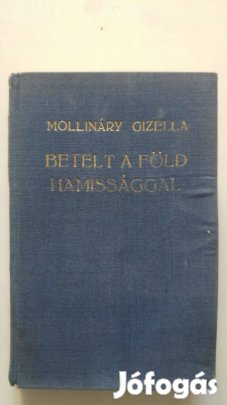 MOLLINÁRY GIZELLA
BETELT A FÖLD
HAMISSÁGGAL
Jófogás